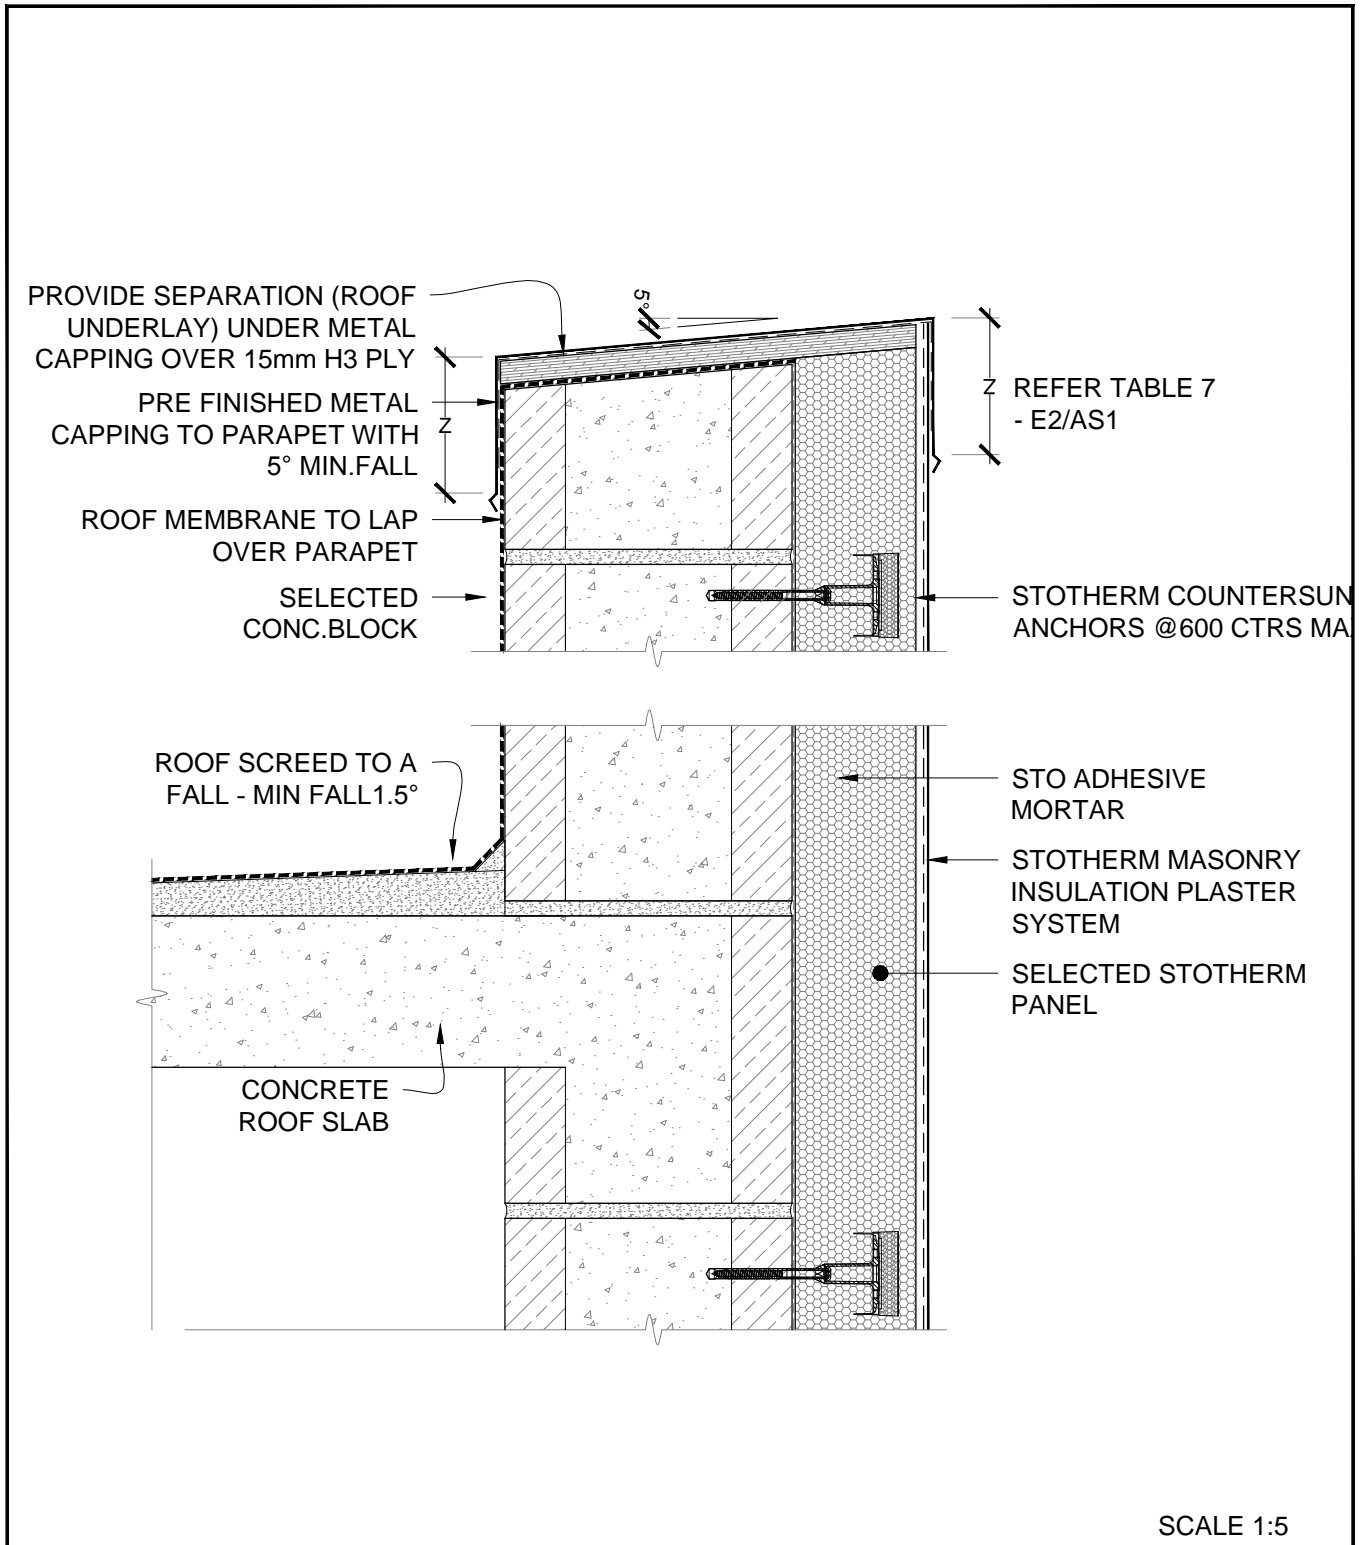 PROVIDE SEPARATION (ROOF
UNDERLAY) UNDER METAL
CAPPING OVER 15mm H3 PLY
PRE FINISHED METAL
CAPPING TO PARAPET WITH
5° MIN.FALL
ROOF MEMBRANE TO LAP
OVER PARAPET
SELECTED
CONC.BLOCK
5°
Z
Z
REFER TABLE 7
- E2/AS1
STOTHERM COUNTERSUN
ANCHORS @600 CTRS MA
ROOF SCREED TO A
FALL - MIN FALL1.5°
STO ADHESIVE
MORTAR
STOTHERM MASONRY
INSULATION PLASTER
SYSTEM
SELECTED STOTHERM
PANEL
CONCRETE
ROOF SLAB
SCALE 1:5